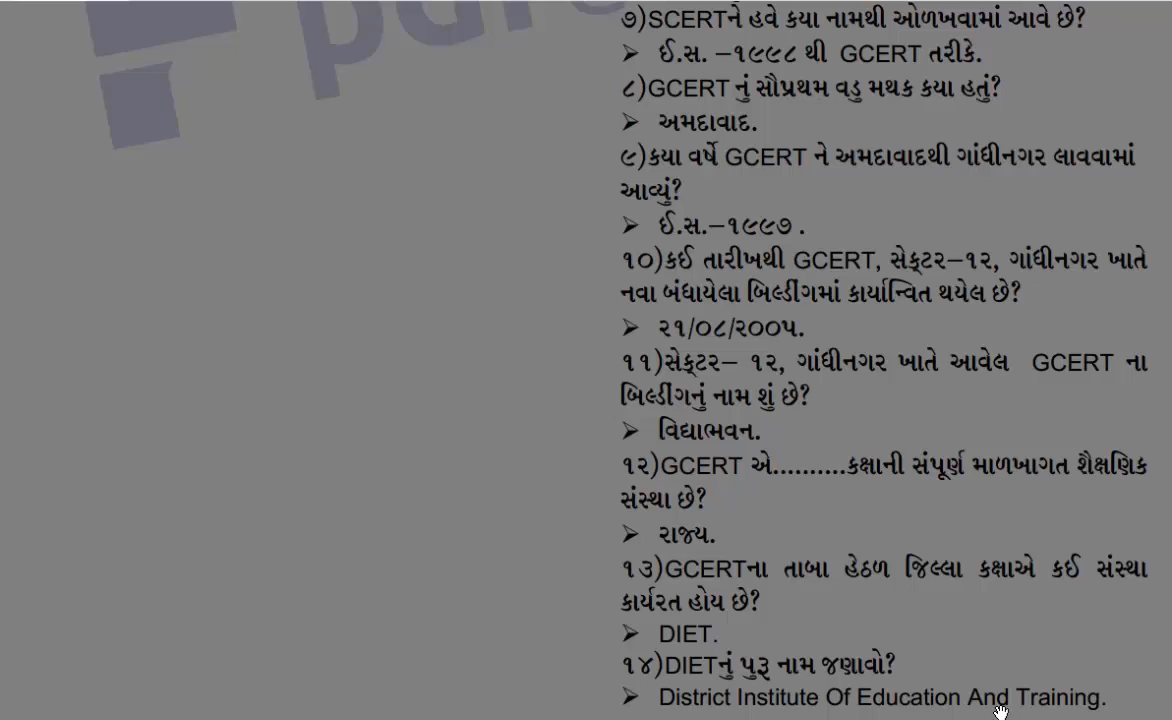 ૭)SCERTને હવે કયા નામથી ઓળખવામાં આવે છે?
➢ ઈ.સ. –૧૯૯૮ થી GCERT તરીકે.
૮)GCERT નું સૌપ્રથમ વડુ મથક કયા હતું?
➢ અમદાવાદ.
૯)કયા વર્ષે GCERT ને અમદાવાદથી ગાંધીનગર લાવવામાં
આવ્યું?
➢ ઈ.સ.–૧૯૯૭ .
૧૦)કઈ તારીખથી GCERT, સેક્ટર–૧૨, ગાંધીનગર ખાતે
નવા બંધાયેલા બિલ્ડીંગમાં કાર્યાન્વિત થયેલ છે?
➢ ૨૧/૦૮/૨૦૦૫.
૧૧)સેક્ટર– ૧૨, ગાંધીનગર ખાતે આવેલ GCERT ના
બિલ્ડીંગનું નામ શું છે?
➢ વિદ્યાભવન.
૧૨)GCERT એ..........કક્ષાની સંપૂર્ણ માળખાગત શૈક્ષણિક
સંસ્થા છે?
➢ રાજ્ય.
૧૩)GCERTના તાબા હેઠળ જિલ્લા કક્ષાએ કઈ સંસ્થા
કાર્યરત હોય છે?
➢ DIET.
૧૪)DIETનું પુરૂ નામ જણાવો?
➢ District Institute Of Education And Training.